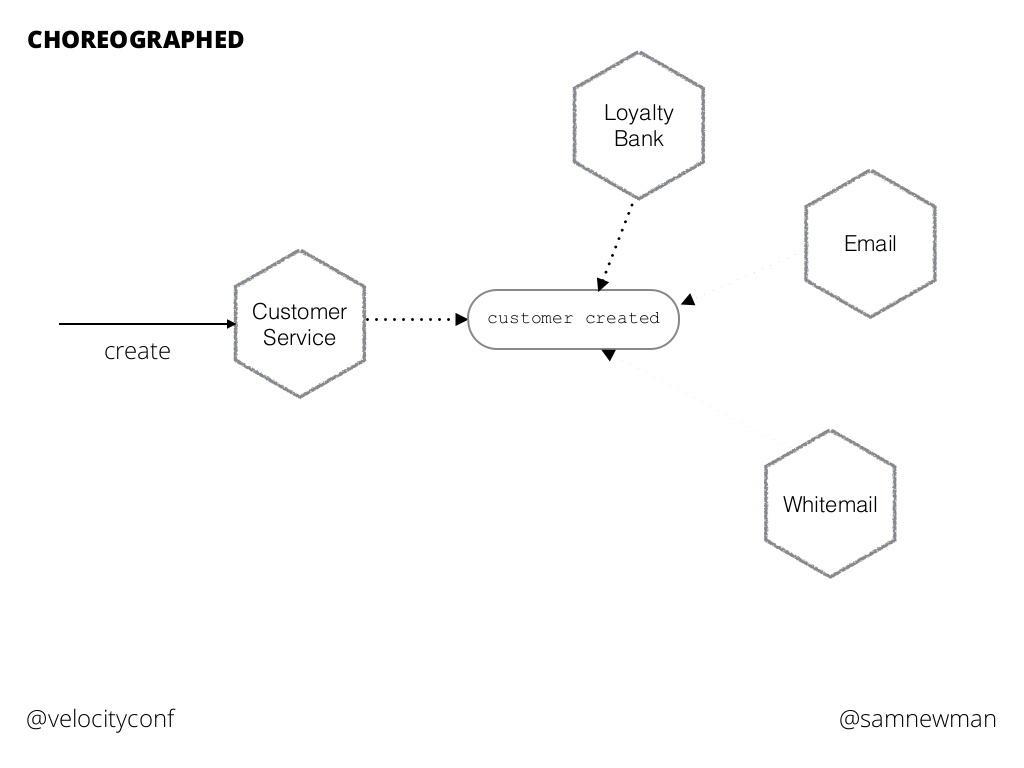 CHOREOGRAPHED
Loyalty
Bank
Email
Customer
Service
customer created
create
Whitemail
@velocityconf
@samnewman